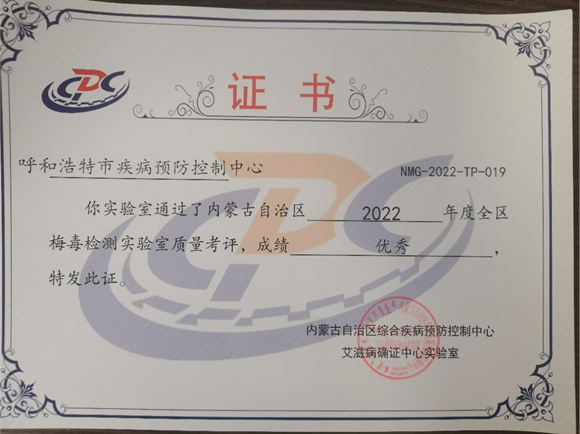 CDC
证书
呼和浩特市疾病预防控制中心
NMG-2022-TP-019
你实验室通过了内蒙古自治区 2022 年度全区
梅毒检测实验室质量考评，成绩 优秀 ，
特发此证。
内蒙古自治区综合疾病预防控制中心
艾滋病确证中心实验室